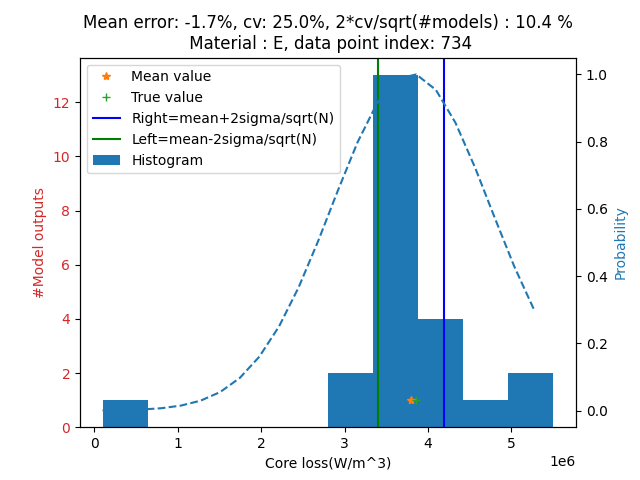 Mean error: -1.7%, cv: 25.0%, 2*cv/sqrt(#models) : 10.4 %
Material : E, data point index: 734
Mean value
True value
Right=mean+2sigma/sqrt(N)
Left=mean-2sigma/sqrt(N)
Histogram
#Model outputs
12
10
8
6
4
2
0
Probability
1.0
0.8
0.6
0.4
0.2
0.0
0 1 2 3 4 5
Core loss(W/m^3)
1e6